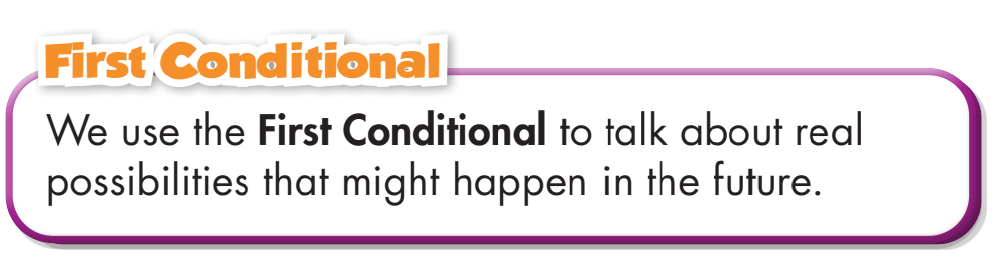 First Conditional
We use the First Conditional to talk about real
possibilities that might happen in the future.